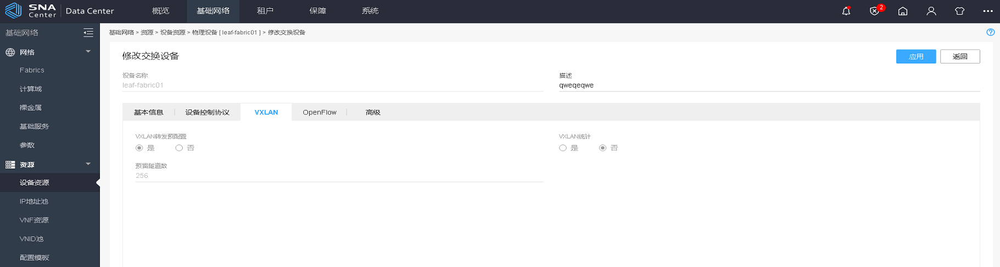 SNA Center Data Center 概览 基础网络 租户 保障 系统 2
基础网络
基础网络 > 资源 > 设备资源 > 物理设备 [ leaf-fabric01 ] > 修改交换设备
网络
Fabrics
计算域
裸金属
基础服务
参数
资源
设备资源
IP地址池
VNF资源
VNID池
配置模板
修改交换设备 应用 返回
设备名称 描述
leaf-fabric01 qweqeqwe
基本信息 设备控制协议 VXLAN OpenFlow 高级
VXLAN转发预配置 VXLAN统计
是 否 是 否
预留隧道数
256